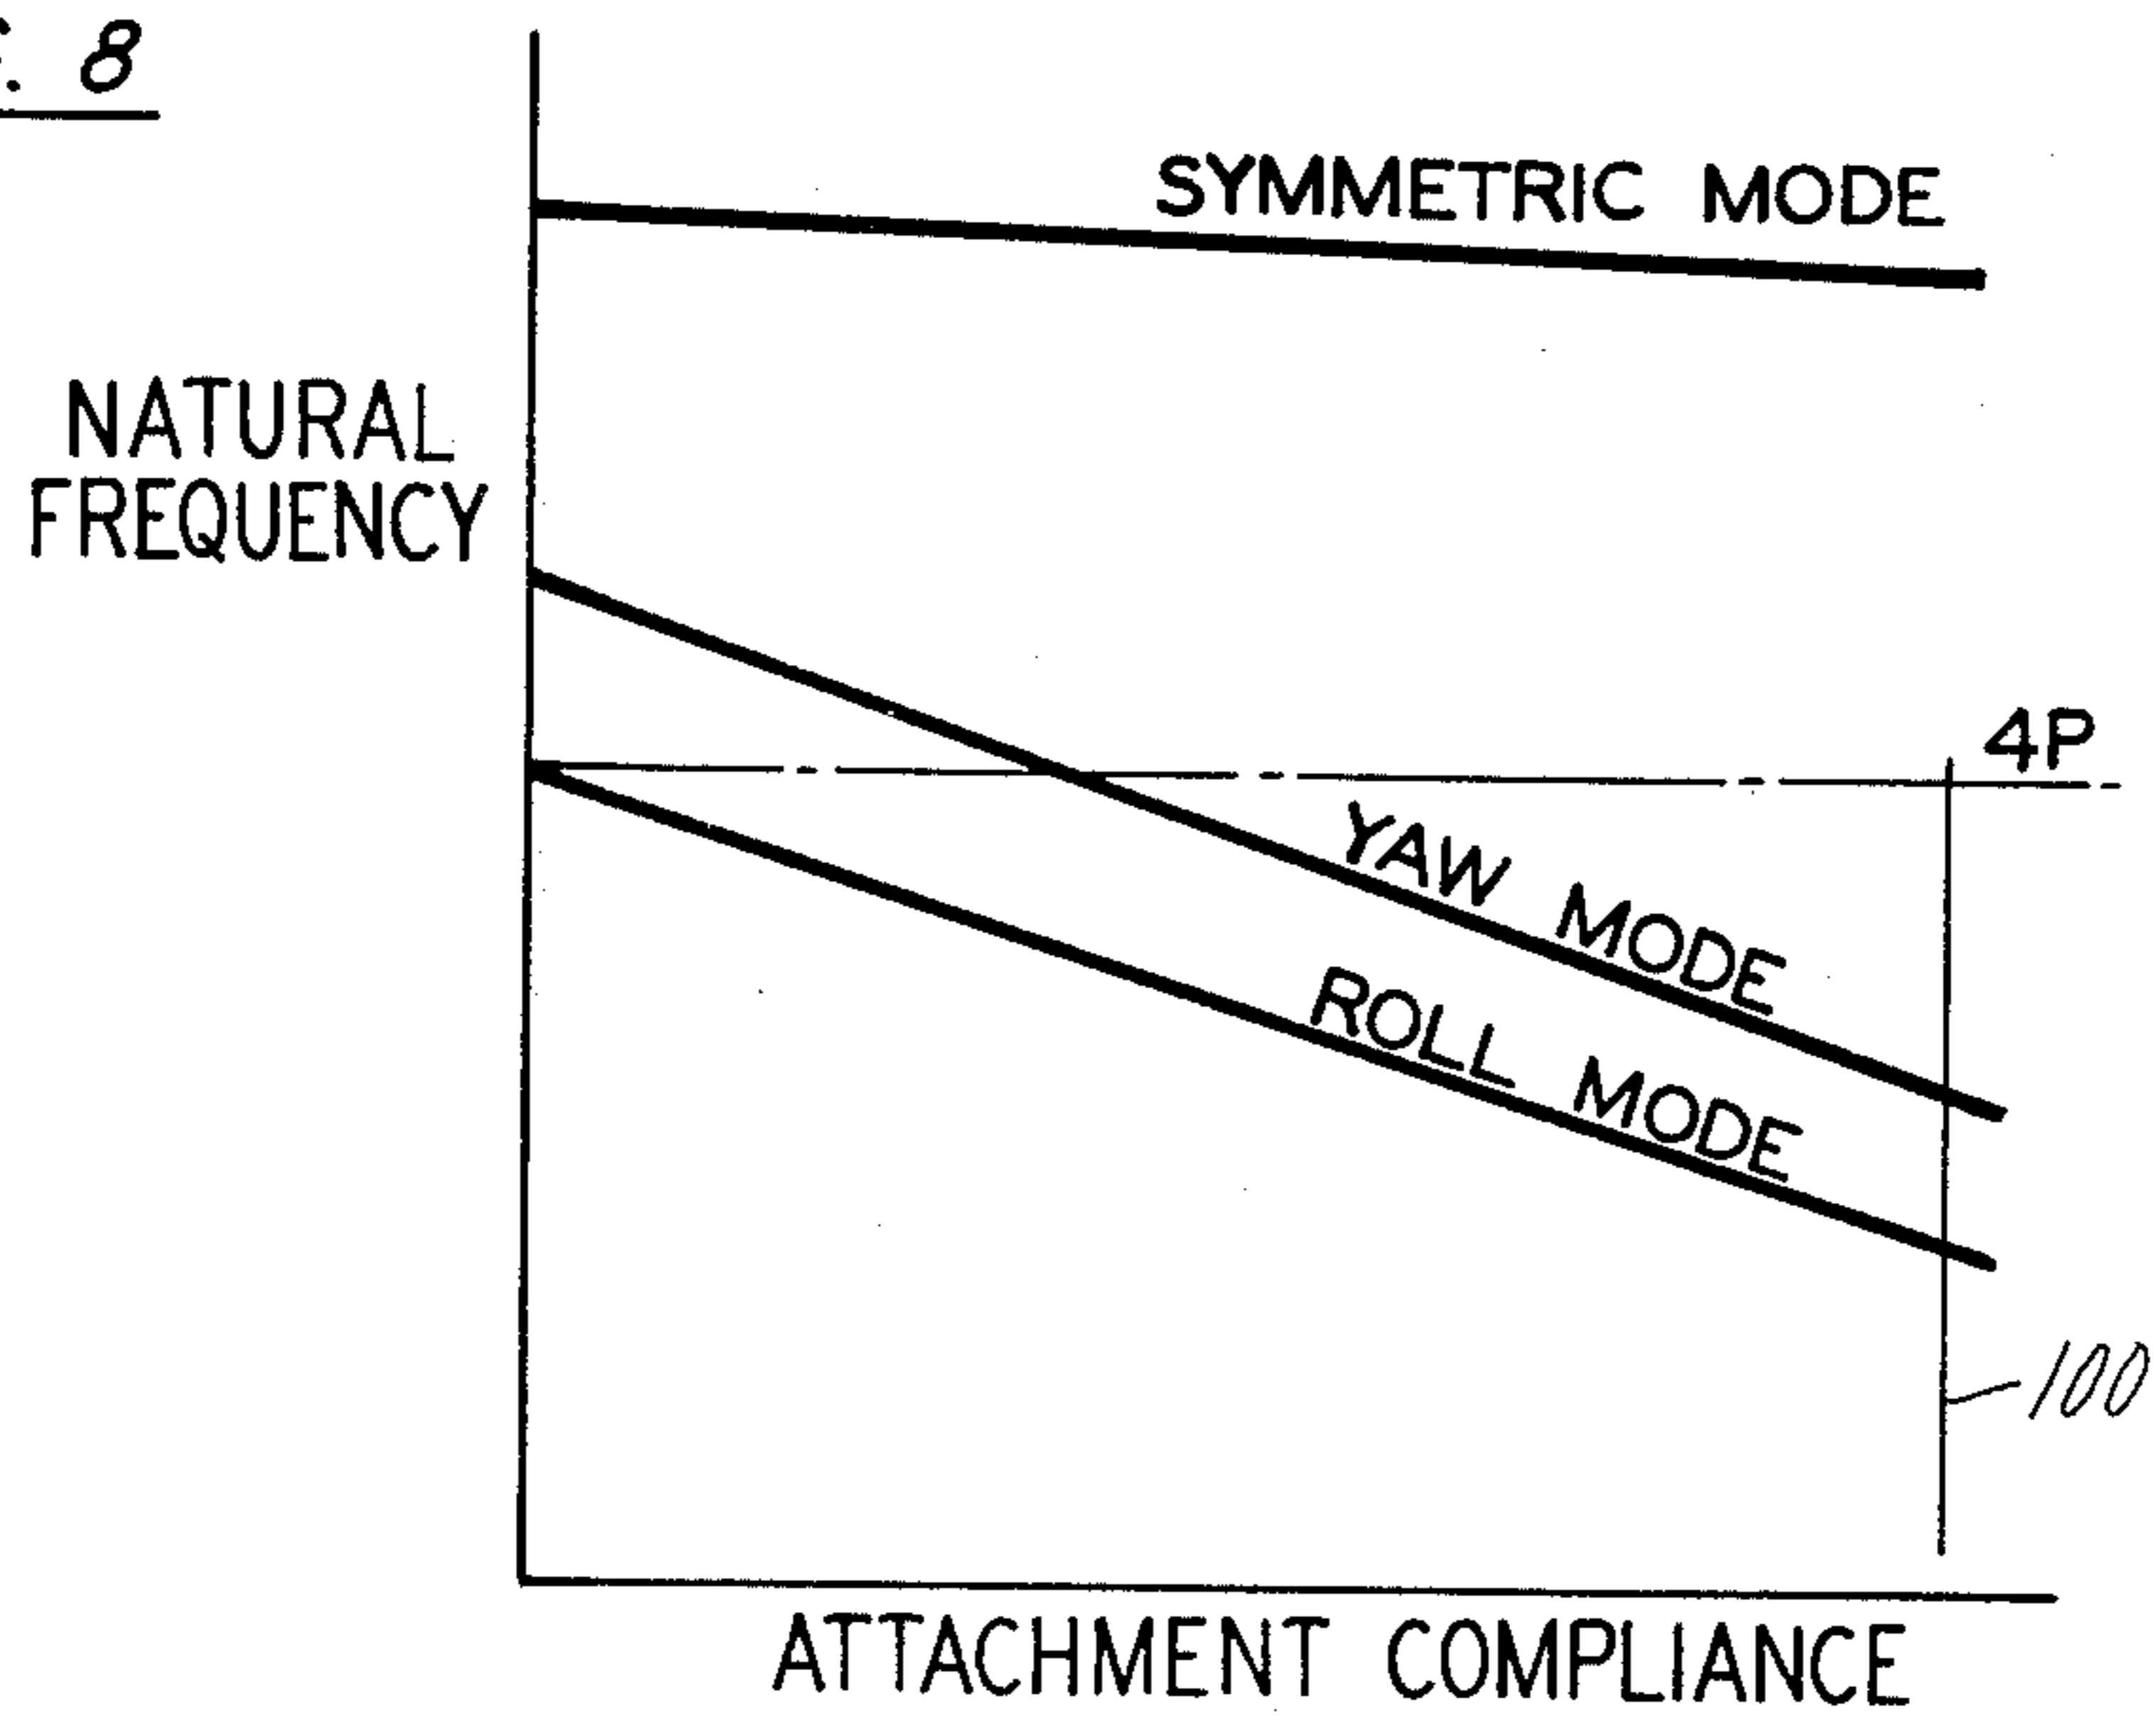 . 8
SYMMETRIC MODE
NATURAL
FREQUENCY
4P
YAW MODE
ROLL MODE
100
ATTACHMENT COMPLIANCE